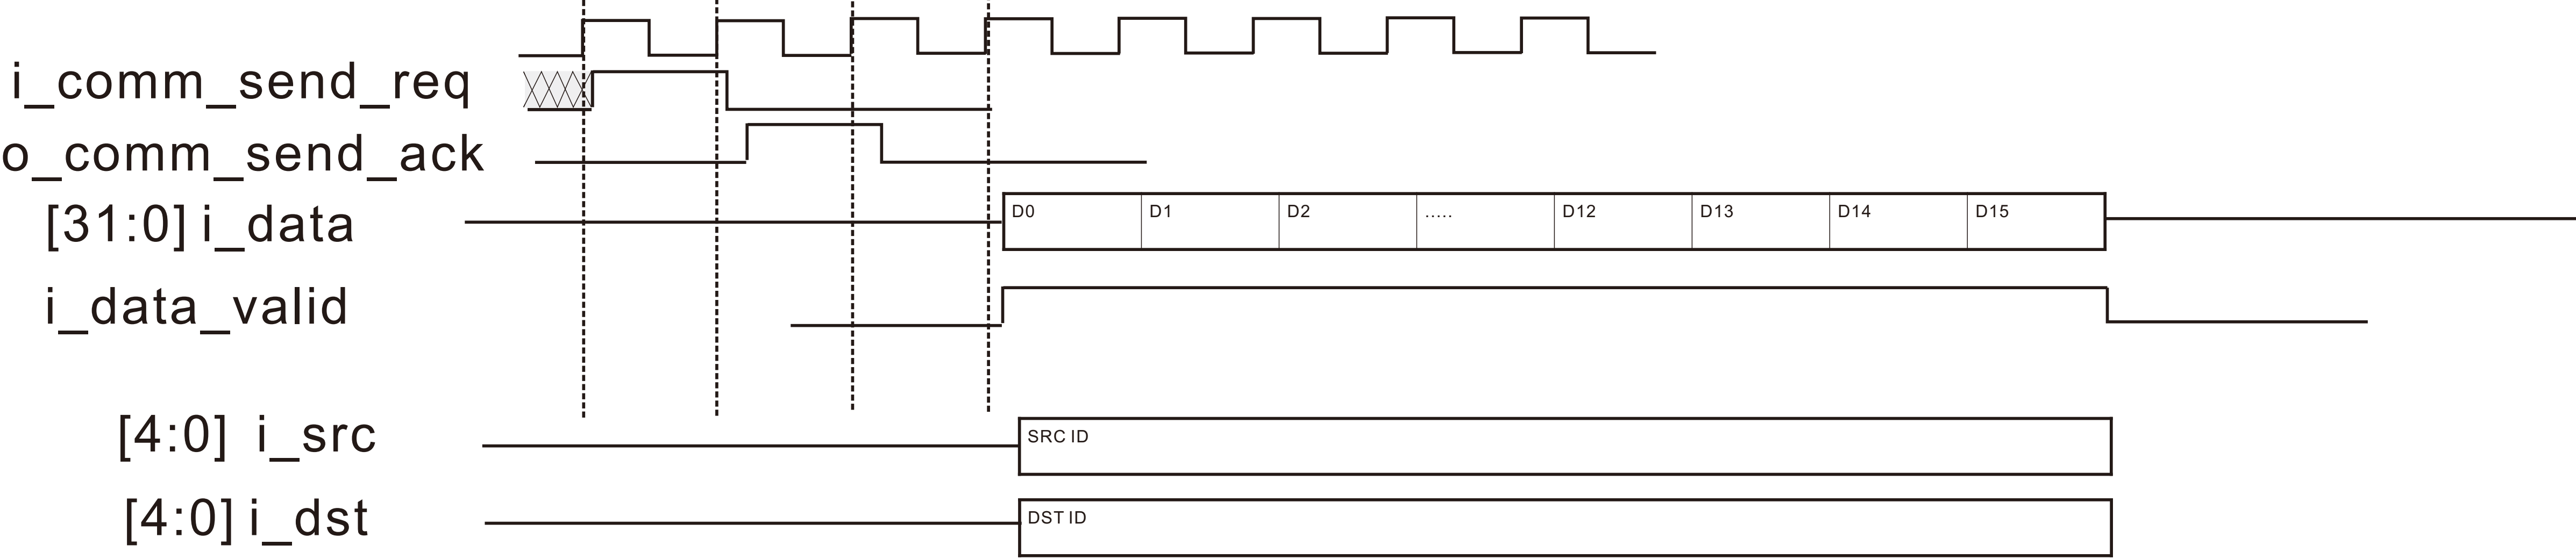 i_comm_send_req
o_comm_send_ack
[31:0] i_data D0 D1 D2 ..... D12 D13 D14 D15
i_data_valid
[4:0] i_src SRC ID
[4:0] i_dst DST ID